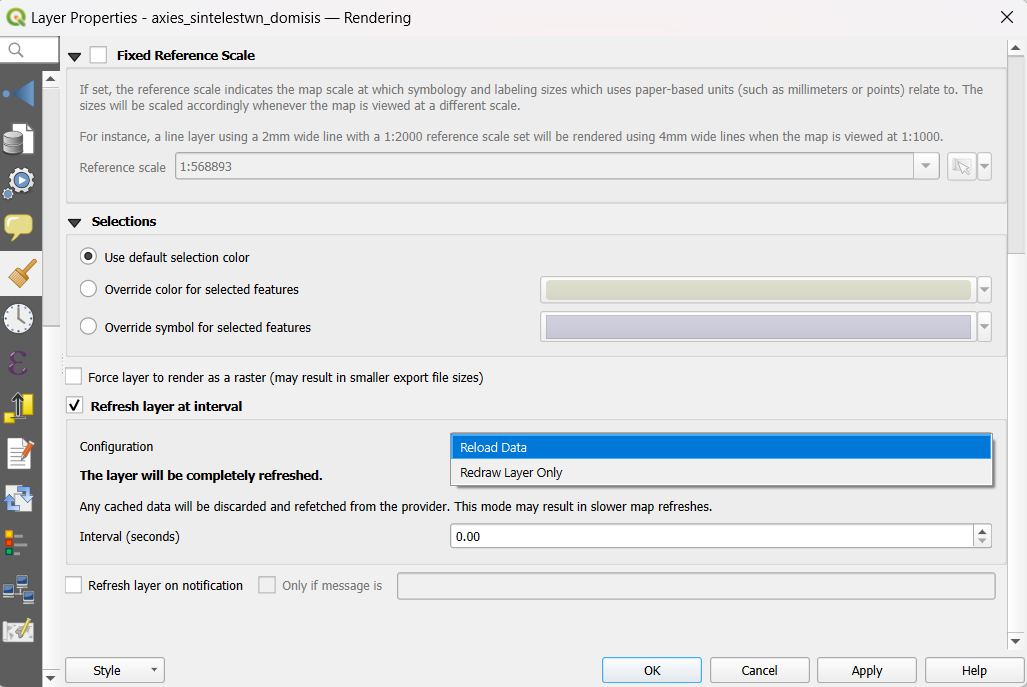 Layer Properties - axies_sintelestwn_domisis — Rendering
Fixed Reference Scale
If set, the reference scale indicates the map scale at which symbology and labeling sizes which uses paper-based units (such as millimeters or points) relate to. The
sizes will be scaled accordingly whenever the map is viewed at a different scale.
For instance, a line layer using a 2mm wide line with a 1:2000 reference scale set will be rendered using 4mm wide lines when the map is viewed at 1:1000.
Reference scale 1:568893
Selections
Use default selection color
Override color for selected features
Override symbol for selected features
Force layer to render as a raster (may result in smaller export file sizes)
Refresh layer at interval
Configuration Reload Data
Redraw Layer Only
The layer will be completely refreshed.
Any cached data will be discarded and refetched from the provider. This mode may result in slower map refreshes.
Interval (seconds) 0.00
Refresh layer on notification Only if message is
Style OK Cancel Apply Help